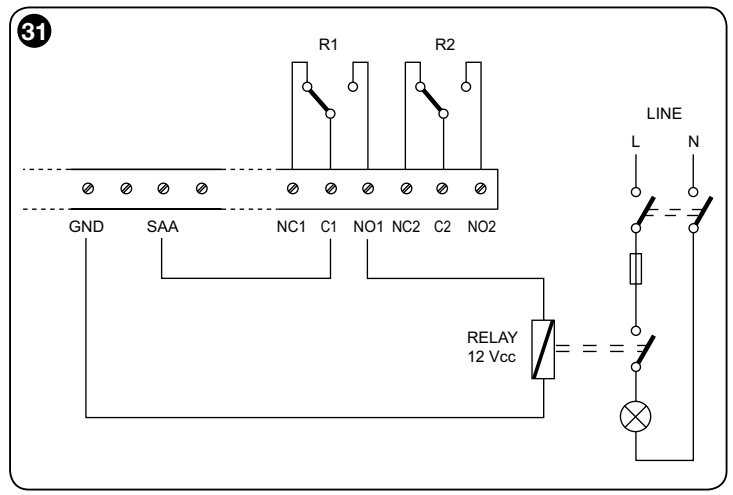 31
R1 R2
LINE
L N
GND SAA NC1 C1 NO1 NC2 C2 NO2
RELAY
12 Vcc